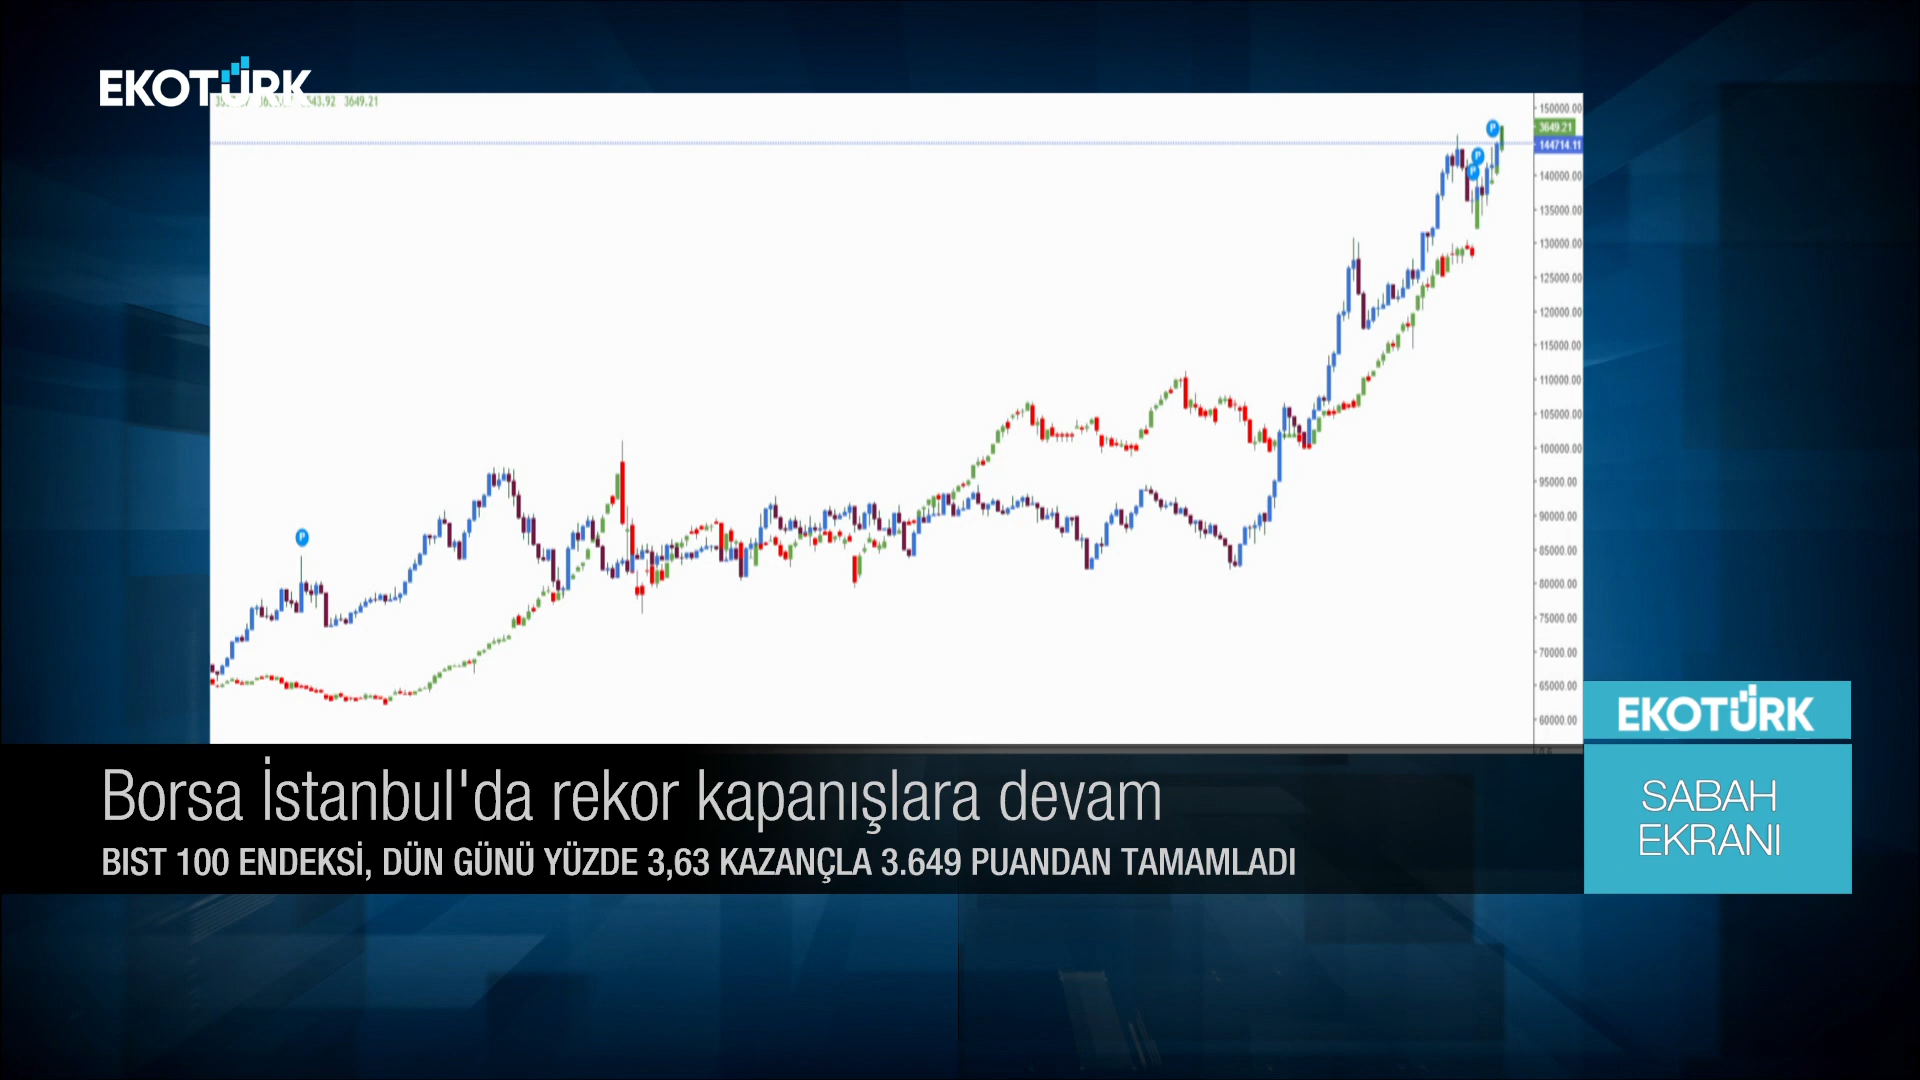 EKOTÜRK
3649.21
150000.00
3649.21
144714.11
140000.00
135000.00
130000.00
125000.00
120000.00
115000.00
110000.00
105000.00
100000.00
95000.00
90000.00
85000.00
80000.00
75000.00
70000.00
65000.00
60000.00
P
P
P
P
EKOTÜRK
SABAH
EKRANI
Borsa İstanbul'da rekor kapanışlara devam
BIST 100 ENDEKSİ, DÜN GÜNÜ YÜZDE 3,63 KAZANÇLA 3.649 PUANDAN TAMAMLADI